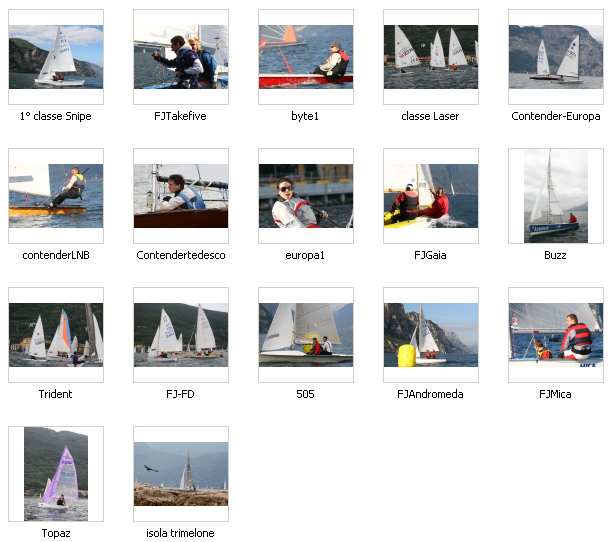 1° classe Snipe
FJTakefive
byte1
classe Laser
Contender-Europa
contenderLNB
Contendertedesco
europa1
FJGaia
Buzz
Trident
FJ-FD
505
FJAndromeda
FJMica
Topaz
isola trimelone